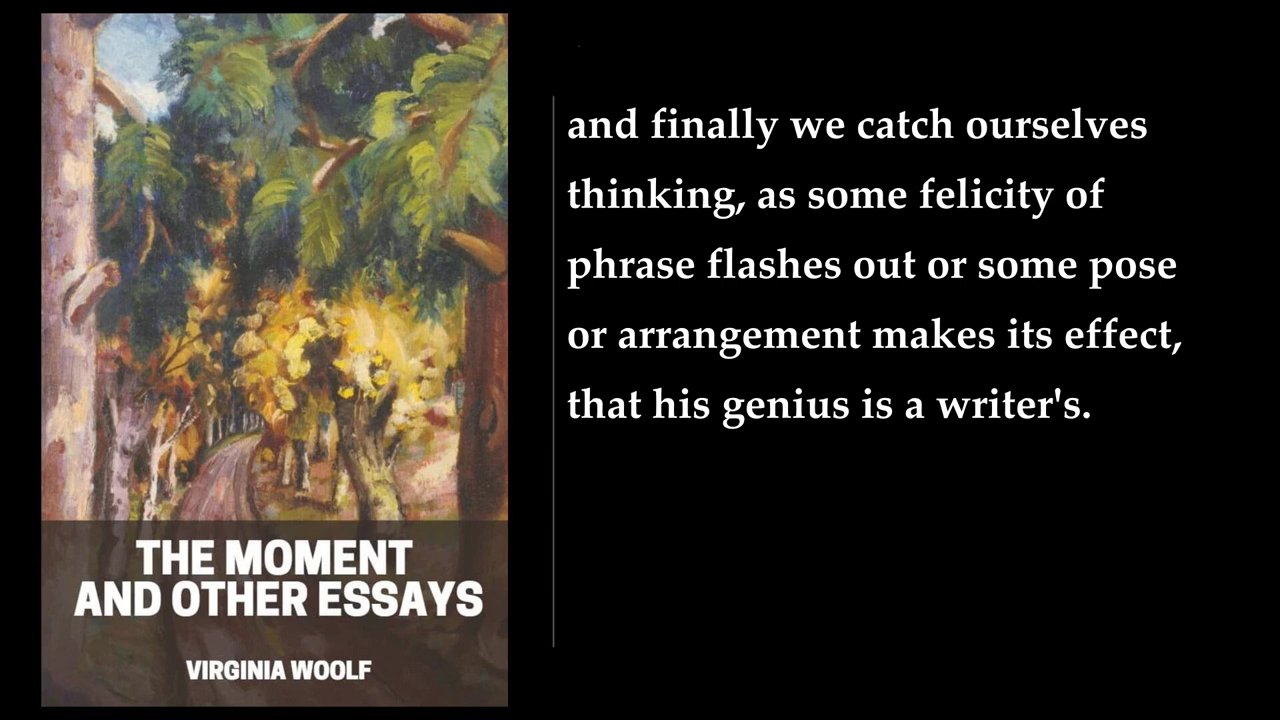 THE MOMENT
AND OTHER ESSAYS
VIRGINIA WOOLF
and finally we catch ourselves
thinking, as some felicity of
phrase flashes out or some pose
or arrangement makes its effect,
that his genius is a writer's.